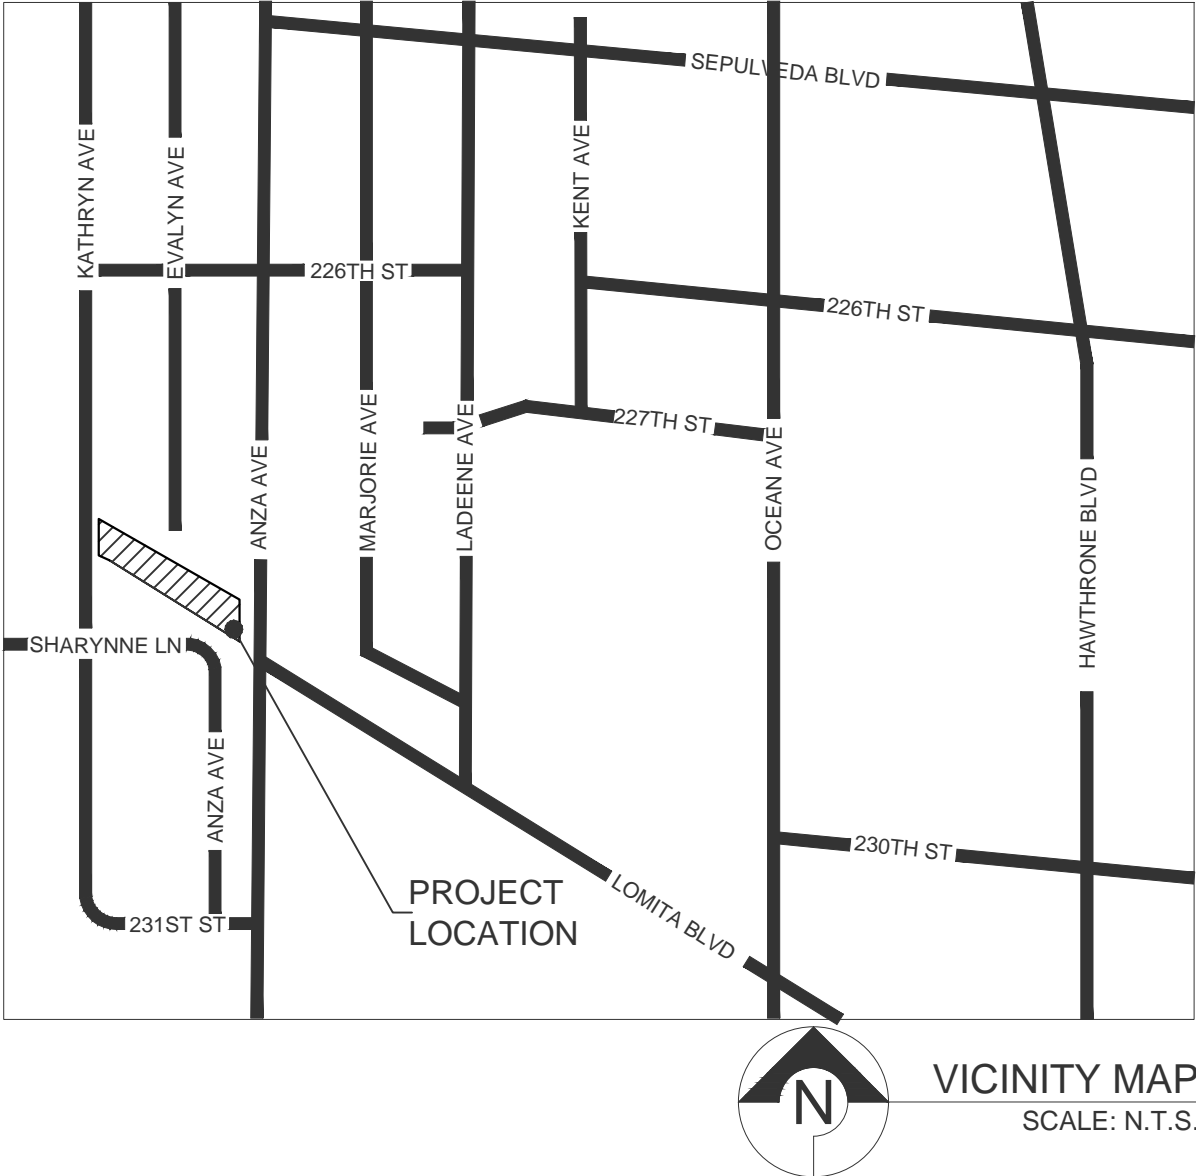 SEPULVEDA BLVD
KATHRYN AVE
EVALYN AVE
KENT AVE
226TH ST
226TH ST
ANZA AVE
MARJORIE AVE
LADEENE AVE
227TH ST
OCEAN AVE
HAWTHRONE BLVD
SHARYNNE LN
ANZA AVE
230TH ST
PROJECT
LOCATION
LOMITA BLVD
231ST ST
N
VICINITY MAP
SCALE: N.T.S.